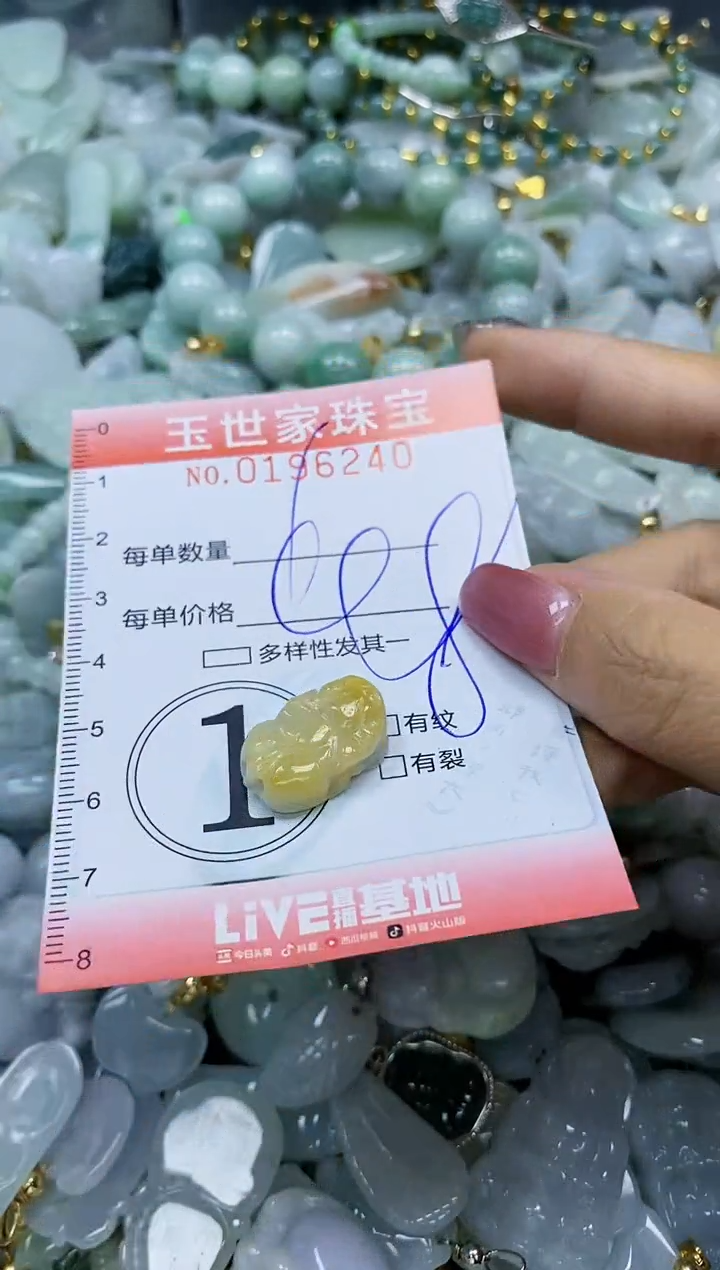 玉世家珠宝
NO.0196240
0
1
2
3
4
5
6
7
8
每单数量
每单价格
多样性发其一
1
有纹
有裂
LiVE直播基地
今日头条 抖音 西瓜视频 抖音火山版